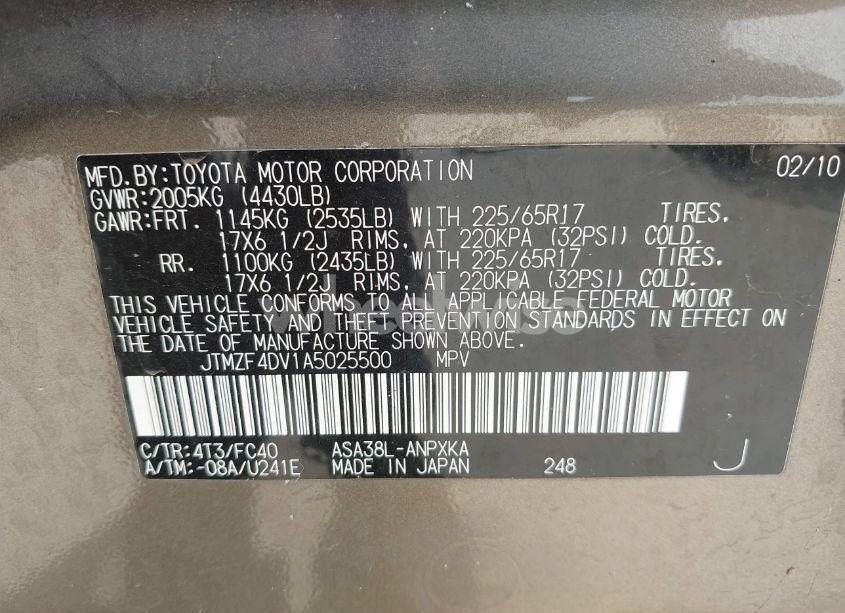 MFD.BY:TOYOTA MOTOR CORPORATION 02/10
GVWR:2005KG (4430LB)
GAWR:FRT. 1145KG (2535LB) WITH 225/65R17 TIRES.
17X6 1/2J RIMS, AT 220KPA (32PSI) COLD.
RR. 1100KG (2435LB) WITH 225/65R17 TIRES.
17X6 1/2J RIMS, AT 220KPA (32PSI) COLD.
THIS VEHICLE CONFORMS TO ALL APPLICABLE FEDERAL MOTOR
VEHICLE SAFETY AND THEFT PREVENTION STANDARDS IN EFFECT ON
THE DATE OF MANUFACTURE SHOWN ABOVE.
JTMZF4DV1A5025500 MPV
C/TR:4T3/FC40 ASA38L-ANPXKA
A/TM:-08A/U241E MADE IN JAPAN 248 J